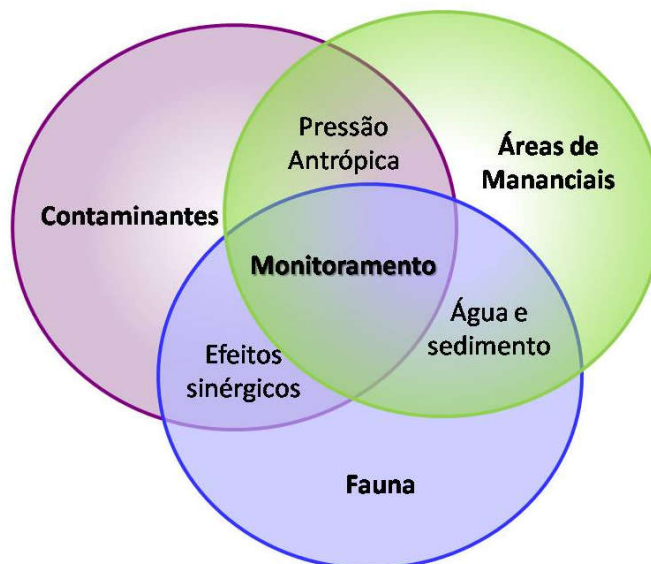 Pressão
Antrópica
Áreas de
Mananciais
Contaminantes
Monitoramento
Água e
sedimento
Efeitos
sinérgicos
Fauna